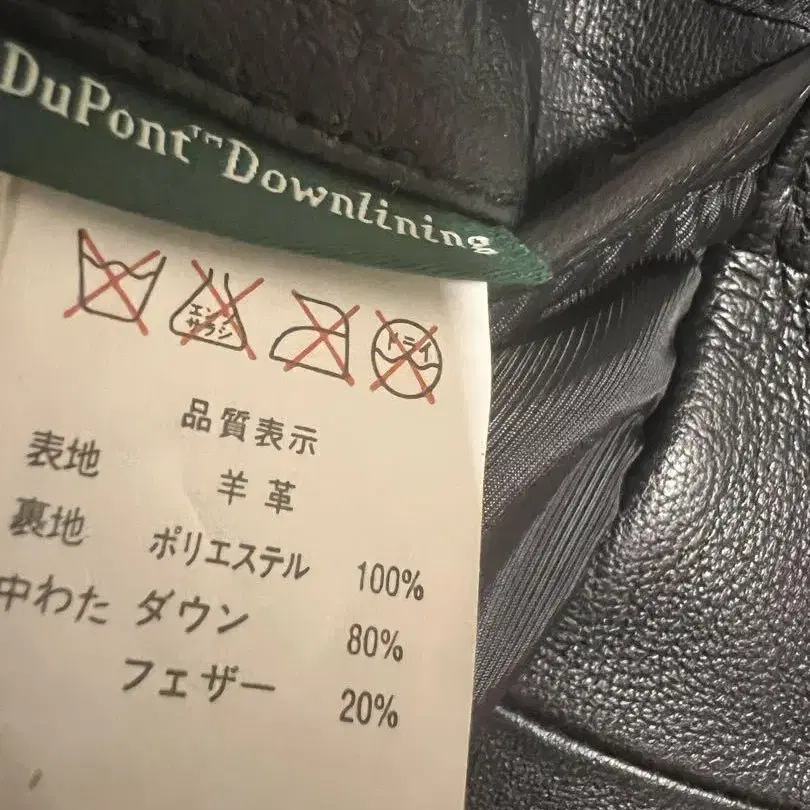 DuPont™Downlining
エンソ
サラシ
ドライ
品質表示
表地 羊革
裏地 ポリエステル 100%
中わた ダウン 80%
フェザー 20%